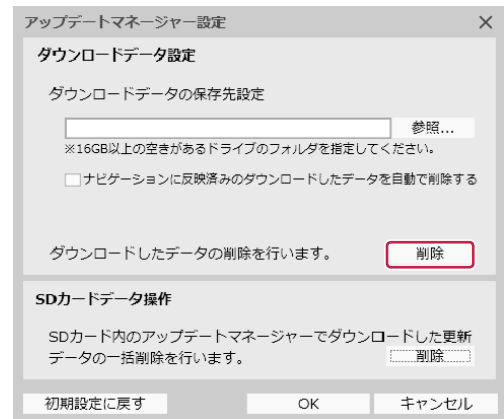 アップデートマネージャー設定
ダウンロードデータ設定
ダウンロードデータの保存先設定
参照...
※16GB以上の空きがあるドライブのフォルダを指定してください。
ナビゲーションに反映済みのダウンロードしたデータを自動で削除する
ダウンロードしたデータの削除を行います。 削除
SDカードデータ操作
SDカード内のアップデートマネージャーでダウンロードした更新
データの一括削除を行います。 削除
初期設定に戻す OK キャンセル